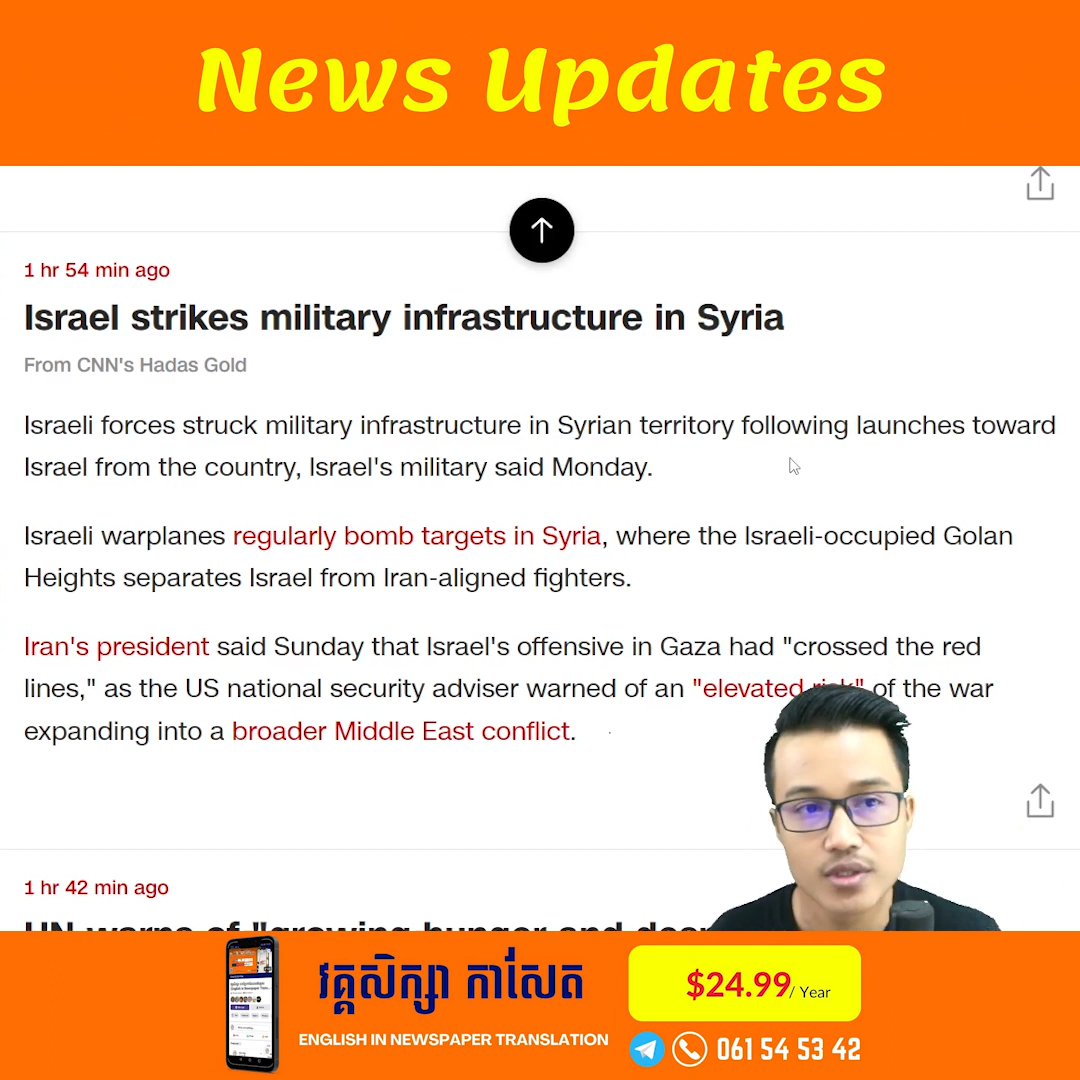 News Updates
1 hr 54 min ago
Israel strikes military infrastructure in Syria
From CNN's Hadas Gold
Israeli forces struck military infrastructure in Syrian territory following launches toward
Israel from the country, Israel's military said Monday.
Israeli warplanes regularly bomb targets in Syria, where the Israeli-occupied Golan
Heights separates Israel from Iran-aligned fighters.
Iran's president said Sunday that Israel's offensive in Gaza had "crossed the red
lines," as the US national security adviser warned of an "elevated risk" of the war
expanding into a broader Middle East conflict.
1 hr 42 min ago
UN warns of "growing hunger and
វគ្គសិក្សា កាសែត
ENGLISH IN NEWSPAPER TRANSLATION
$24.99/ Year
061 54 53 42